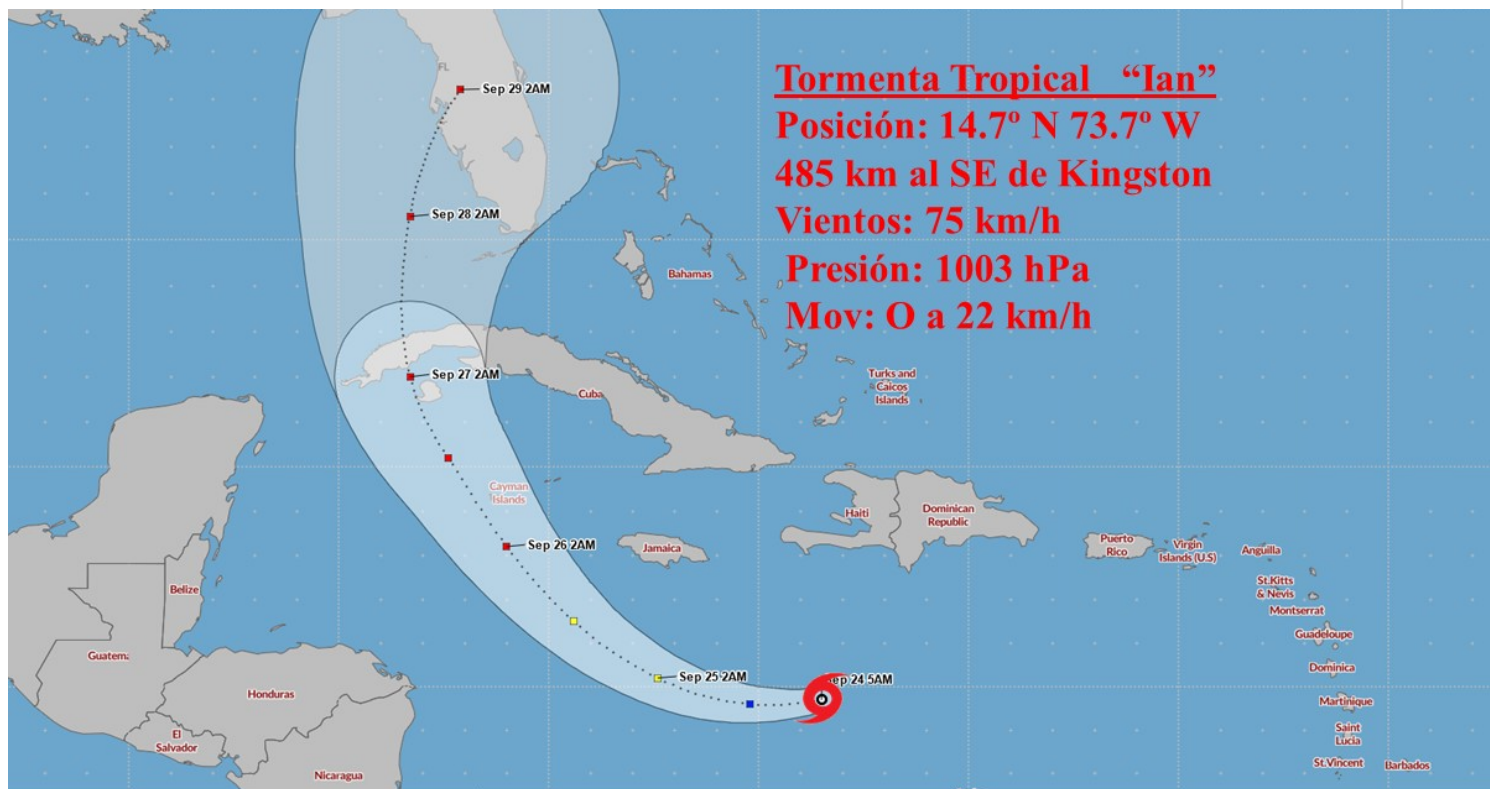 Tormenta Tropical “Ian”
Posición: 14.7º N 73.7º W
485 km al SE de Kingston
Vientos: 75 km/h
Presión: 1003 hPa
Mov: O a 22 km/h
FL
Sep 29 2AM
Sep 28 2AM
Bahamas
Sep 27 2AM
Turks and
Caicos
Islands
Cuba
Cayman
Islands
Haiti
Dominican
Republic
Sep 26 2AM
Jamaica
Puerto
Rico
Virgin
Islands (U.S)
Anguilla
St.Kitts
& Nevis
Montserrat
Belize
Guadeloupe
Guatem
Dominica
Sep 25 2AM
Sep 24 5AM
Honduras
Martinique
El
Salvador
Saint
Lucia
St.Vincent
Barbados
Nicaragua